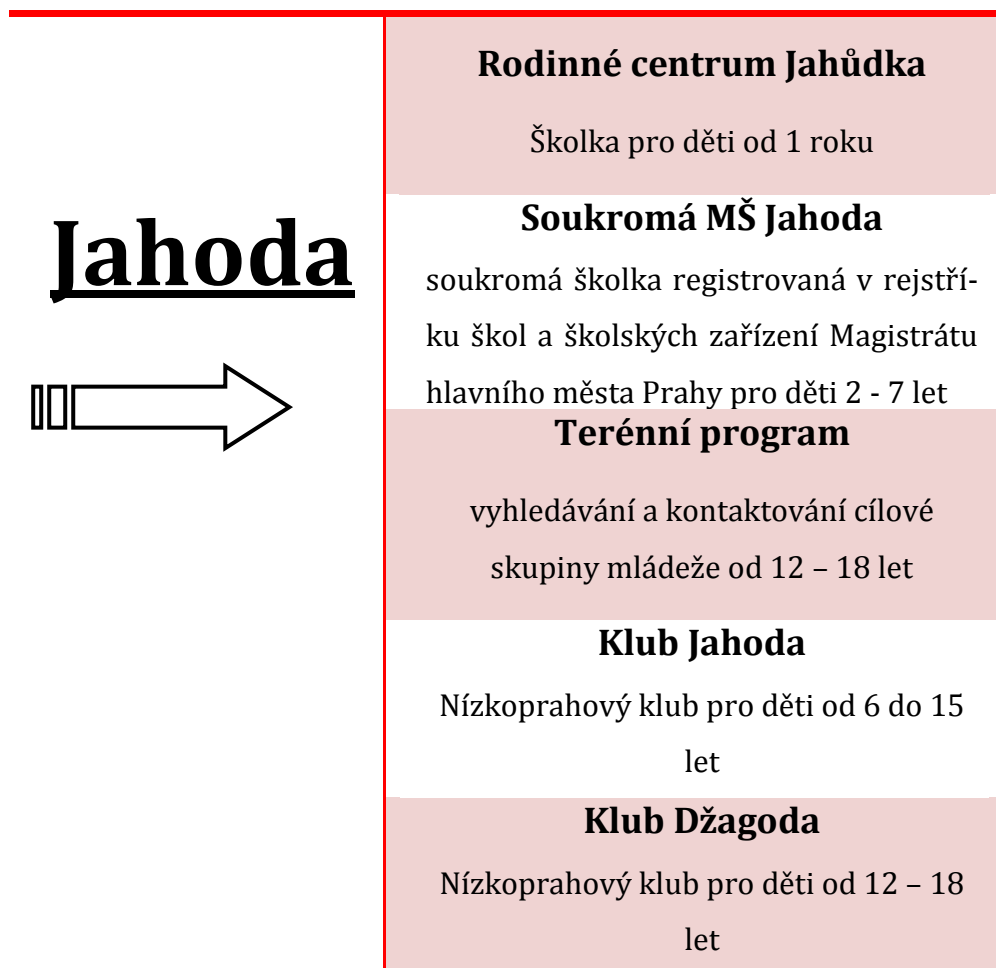 Jahoda
Rodinné centrum Jahůdka
Školka pro děti od 1 roku
Soukromá MŠ Jahoda
soukromá školka registrovaná v rejstří-
ku škol a školských zařízení Magistrátu
hlavního města Prahy pro děti 2 - 7 let
Terénní program
vyhledávání a kontaktování cílové
skupiny mládeže od 12 – 18 let
Klub Jahoda
Nízkoprahový klub pro děti od 6 do 15
let
Klub Džagoda
Nízkoprahový klub pro děti od 12 – 18
let